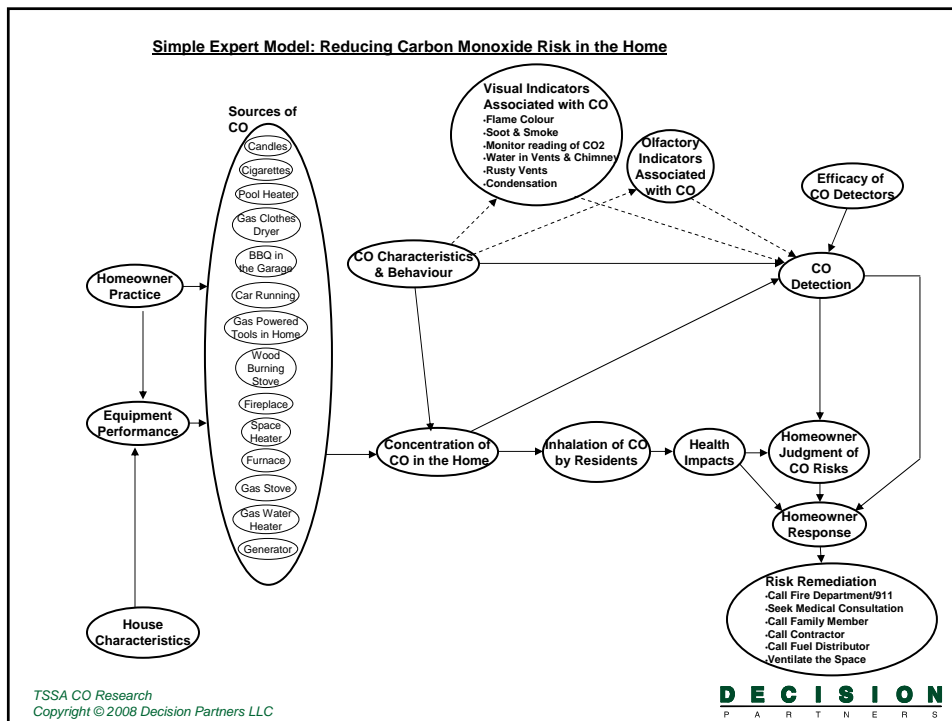 Simple Expert Model: Reducing Carbon Monoxide Risk in the Home
Sources of
CO
Candles
Cigarettes
Pool Heater
Gas Clothes
Dryer
BBQ in
the Garage
Car Running
Gas Powered
Tools in Home
Wood
Burning
Stove
Fireplace
Space
Heater
Furnace
Gas Stove
Gas Water
Heater
Generator
Homeowner
Practice
Equipment
Performance
House
Characteristics
Visual Indicators
Associated with CO
•Flame Colour
•Soot & Smoke
•Monitor reading of CO2
•Water in Vents & Chimney
•Rusty Vents
•Condensation
Olfactory
Indicators
Associated
with CO
Efficacy of
CO Detectors
CO Characteristics
& Behaviour
CO
Detection
Concentration of
CO in the Home
Inhalation of CO
by Residents
Health
Impacts
Homeowner
Judgment of
CO Risks
Homeowner
Response
Risk Remediation
•Call Fire Department/911
•Seek Medical Consultation
•Call Family Member
•Call Contractor
•Call Fuel Distributor
•Ventilate the Space
TSSA CO Research
Copyright © 2008 Decision Partners LLC
DECISION
PARTNERS